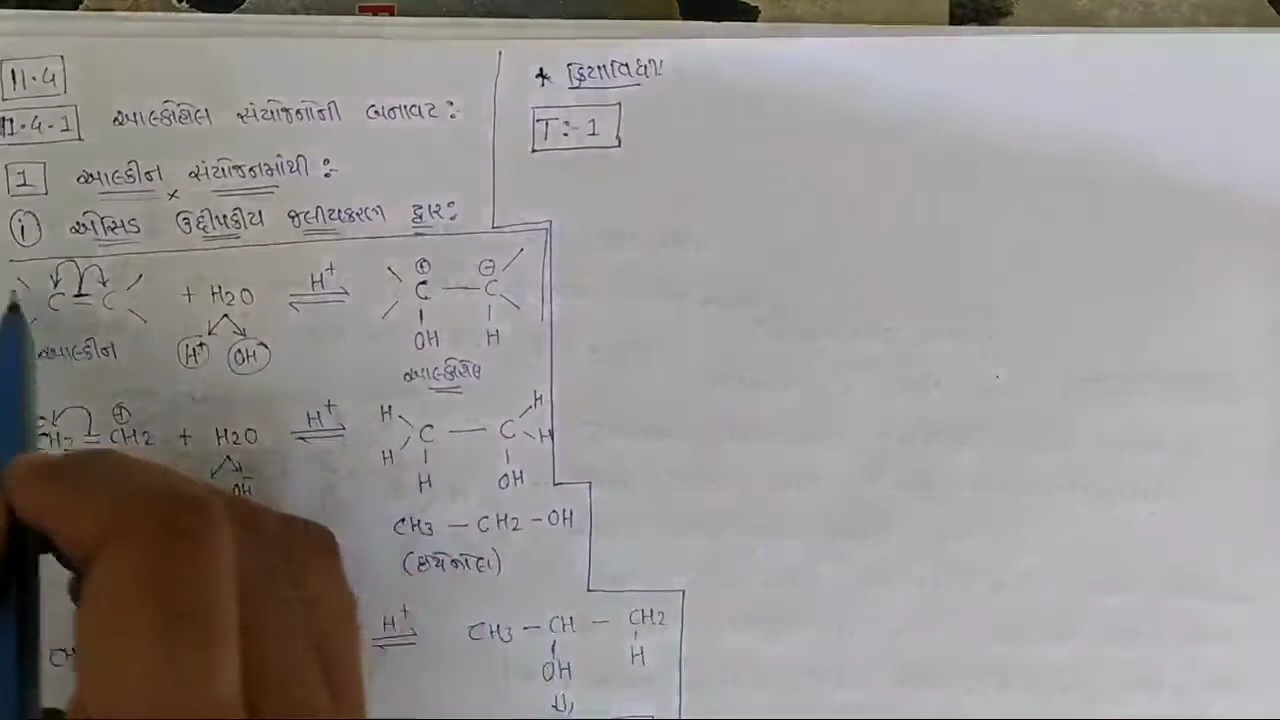 11.4
11.4.1 આલ્કોહોલ સંયોજનોની બનાવટ:-
1 આલ્કીન સંયોજનમાંથી :-
(i) એસિડ ઉદ્દીપકીય જલીયકરણ દ્વારા:
C = C + H2O ⇌ H+ C⊕ — C⊖
H+ OH- OH H
આલ્કીન આલ્કોહોલ
CH2 = CH2 + H2O ⇌ H+ H H C — C H H
OH- H OH
CH3 — CH2 - OH
(ઇથેનોલ)
H+ ⇌ CH3 — CH — CH2
OH H
* ક્રિયાવિધી
T:- 1